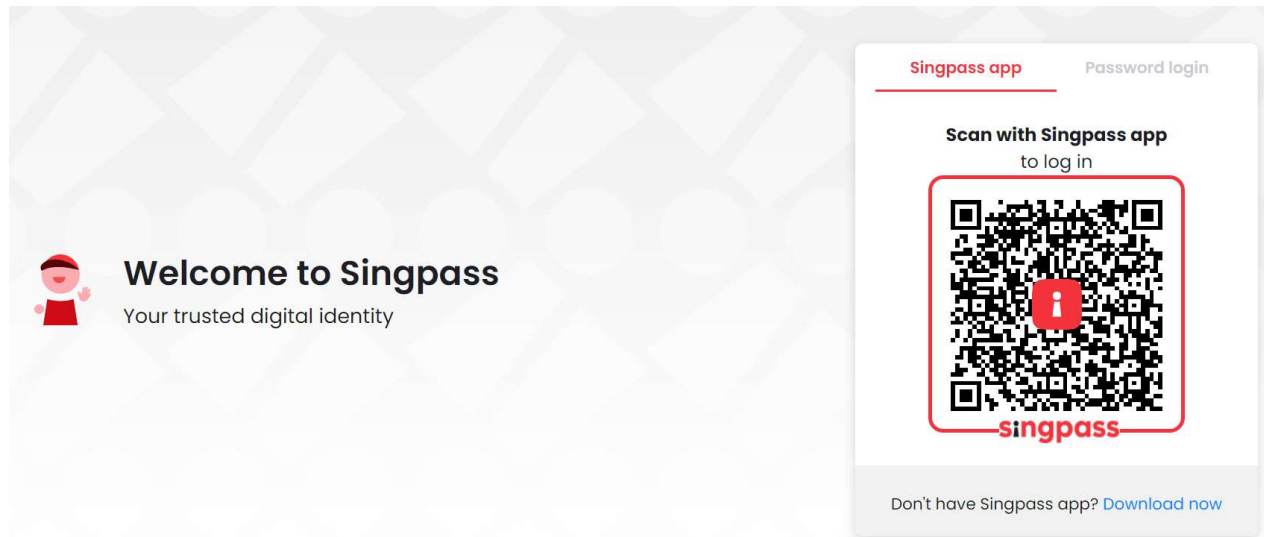 Welcome to Singpass
Your trusted digital identity
Singpass app
Password login
Scan with Singpass app
to log in
singpass
Don't have Singpass app? Download now